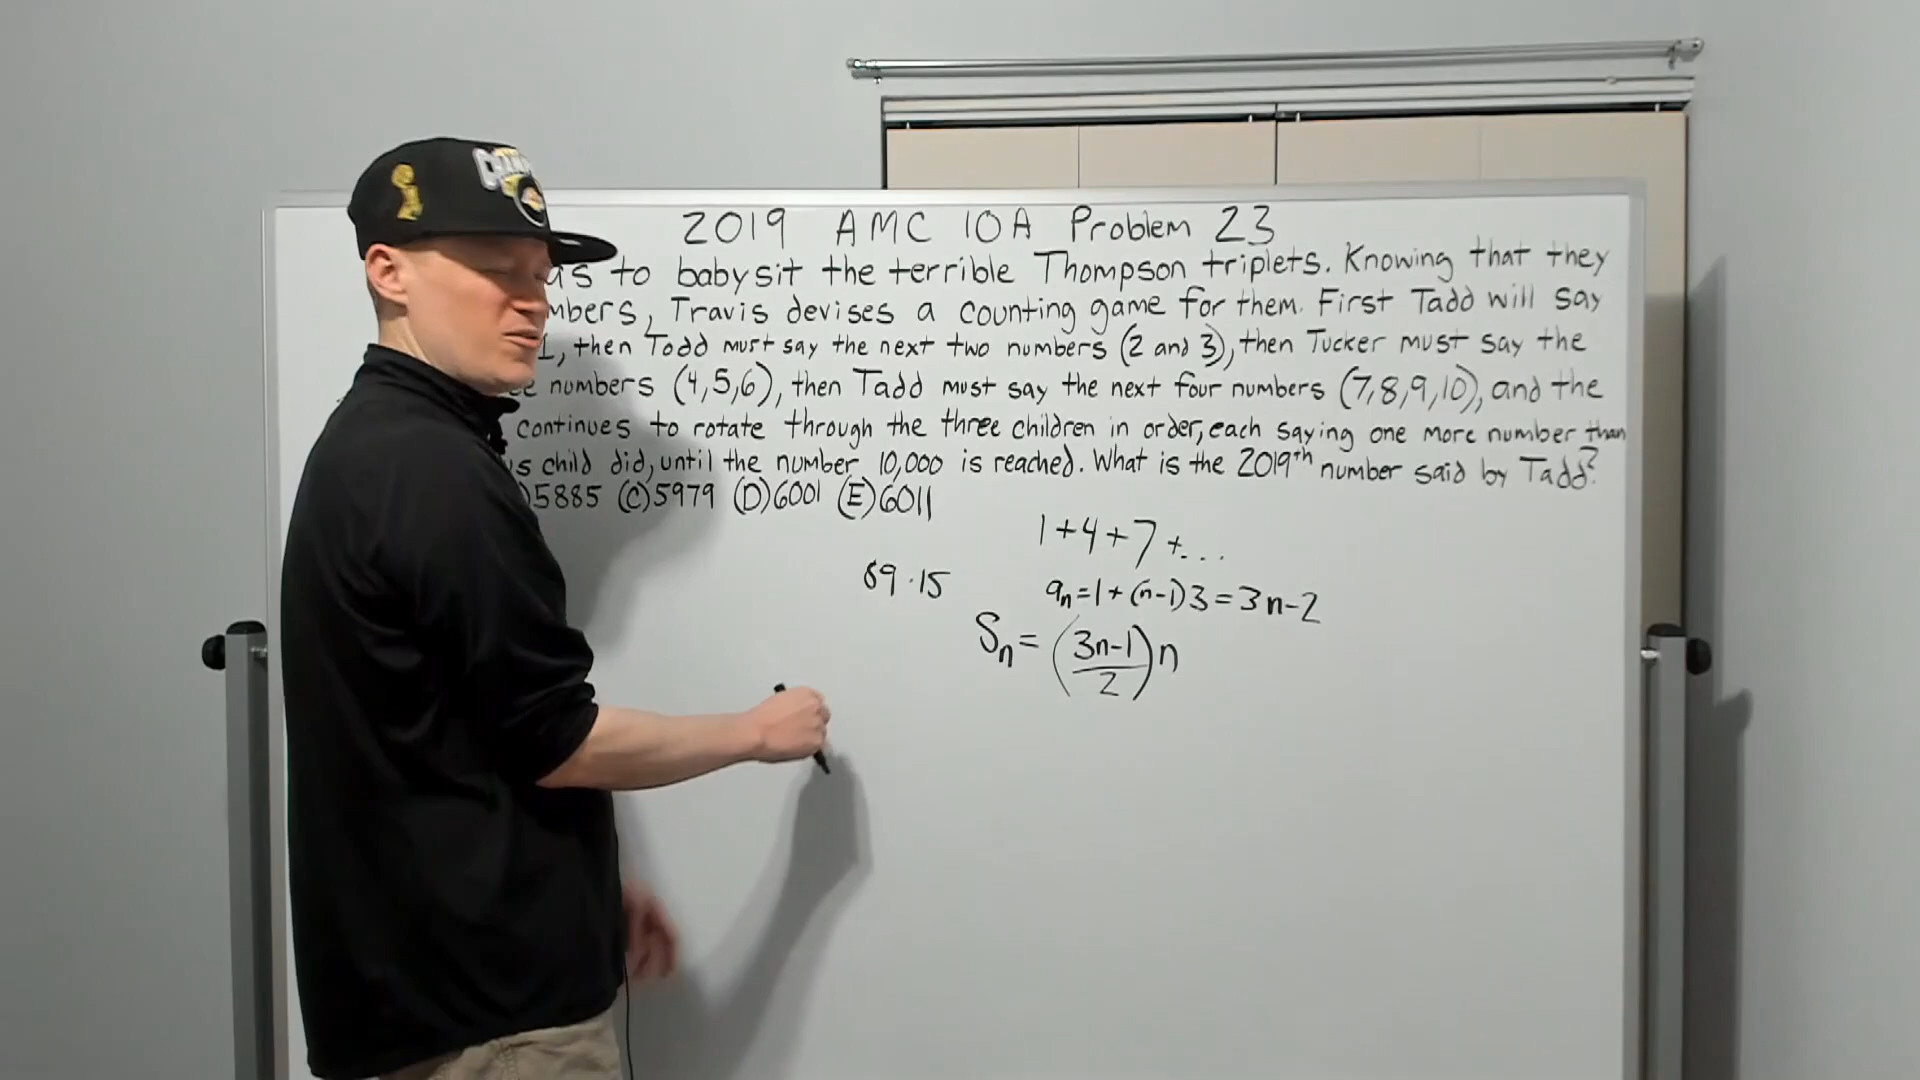 2019 AMC 10A Problem 23
to babysit the terrible Thompson triplets. Knowing that they
Travis devises a counting game for them. First Tadd will say
1, then Todd must say the next two numbers (2 and 3), then Tucker must say the
numbers (4,5,6), then Tadd must say the next four numbers (7,8,9,10), and the
continues to rotate through the three children in order, each saying one more number than
child did, until the number 10,000 is reached. What is the 2019th number said by Tadd?
5885 (C)5979 (D)6001 (E)6011
1+4+7+...
69·15
aₙ=1+(n-1)3=3n-2
Sₙ=((3n-1)/2)n